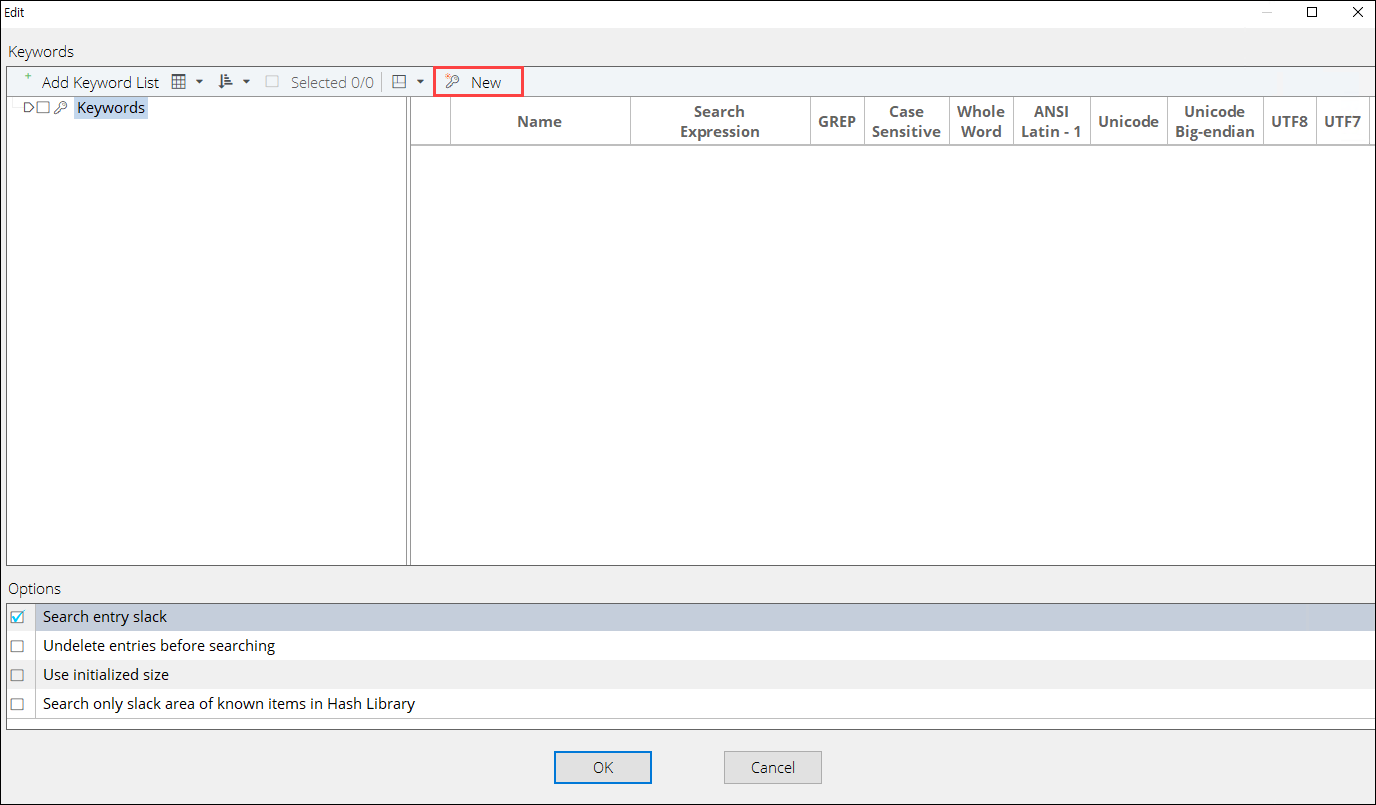 Edit
Keywords
Add Keyword List Selected 0/0 New
Keywords
Name Search Expression GREP Case Sensitive Whole Word ANSI Latin - 1 Unicode Unicode Big-endian UTF8 UTF7
Options
Search entry slack
Undelete entries before searching
Use initialized size
Search only slack area of known items in Hash Library
OK Cancel